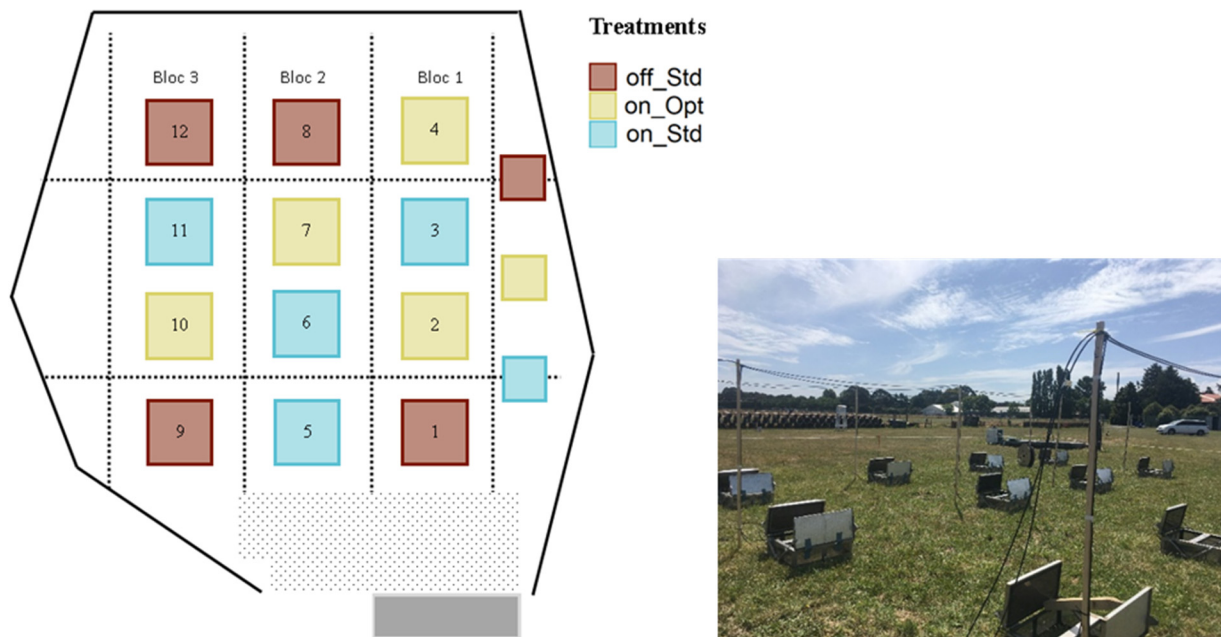 Treatments
off_Std
on_Opt
on_Std
Bloc 3 Bloc 2 Bloc 1
12 8 4
11 7 3
10 6 2
9 5 1